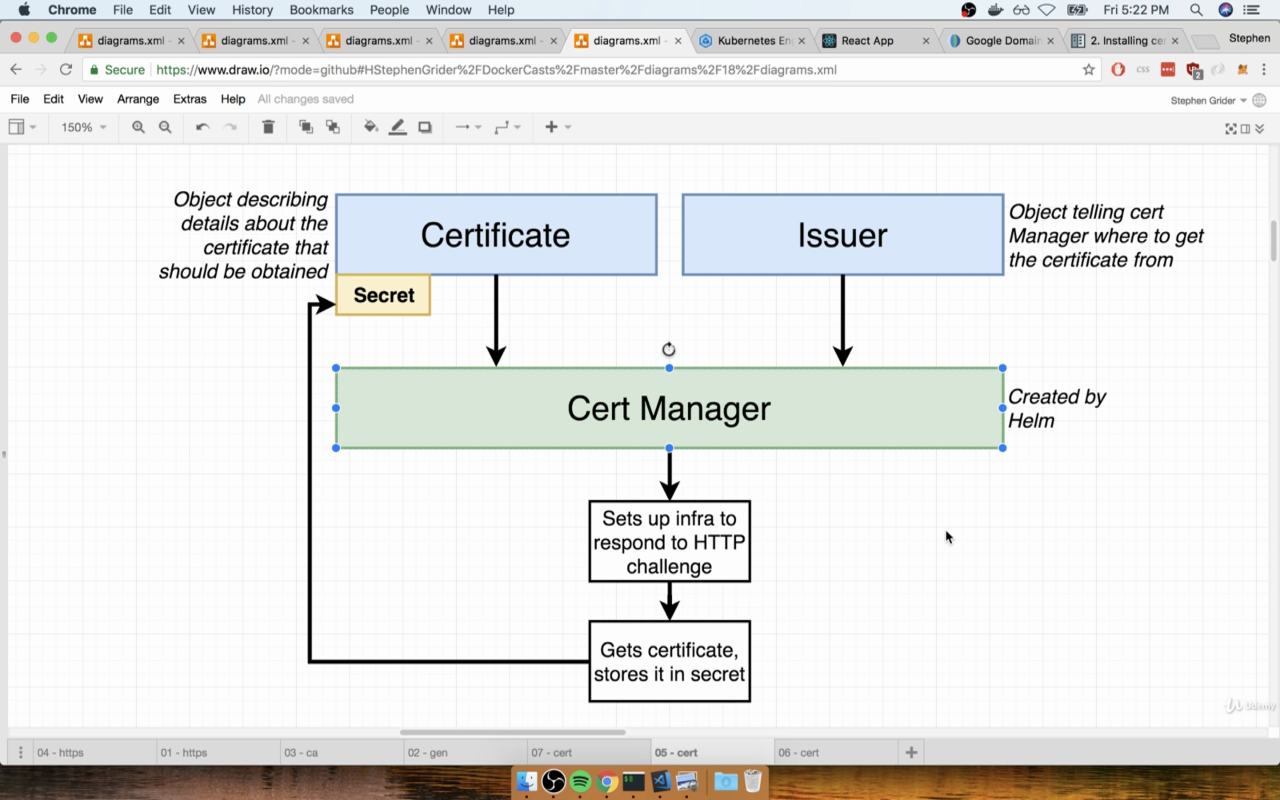 Chrome File Edit View History Bookmarks People Window Help Fri 5:22 PM
diagrams.xml - diagrams.xml - diagrams.xml - diagrams.xml - diagrams.xml - Kubernetes En React App Google Domain 2. Installing cer Stephen
Secure https://www.draw.io/?mode=github#HStephenGrider%2FDockerCasts%2Fmaster%2Fdiagrams%2F18%2Fdiagrams.xml css 2
File Edit View Arrange Extras Help All changes saved Stephen Grider
150%
Object describing
details about the
certificate that
should be obtained
Certificate
Issuer
Object telling cert
Manager where to get
the certificate from
Secret
Cert Manager
Created by
Helm
Sets up infra to
respond to HTTP
challenge
Gets certificate,
stores it in secret
Udemy
04 - https 01 - https 03 - ca 02 - gen 07 - cert 05 - cert 06 - cert